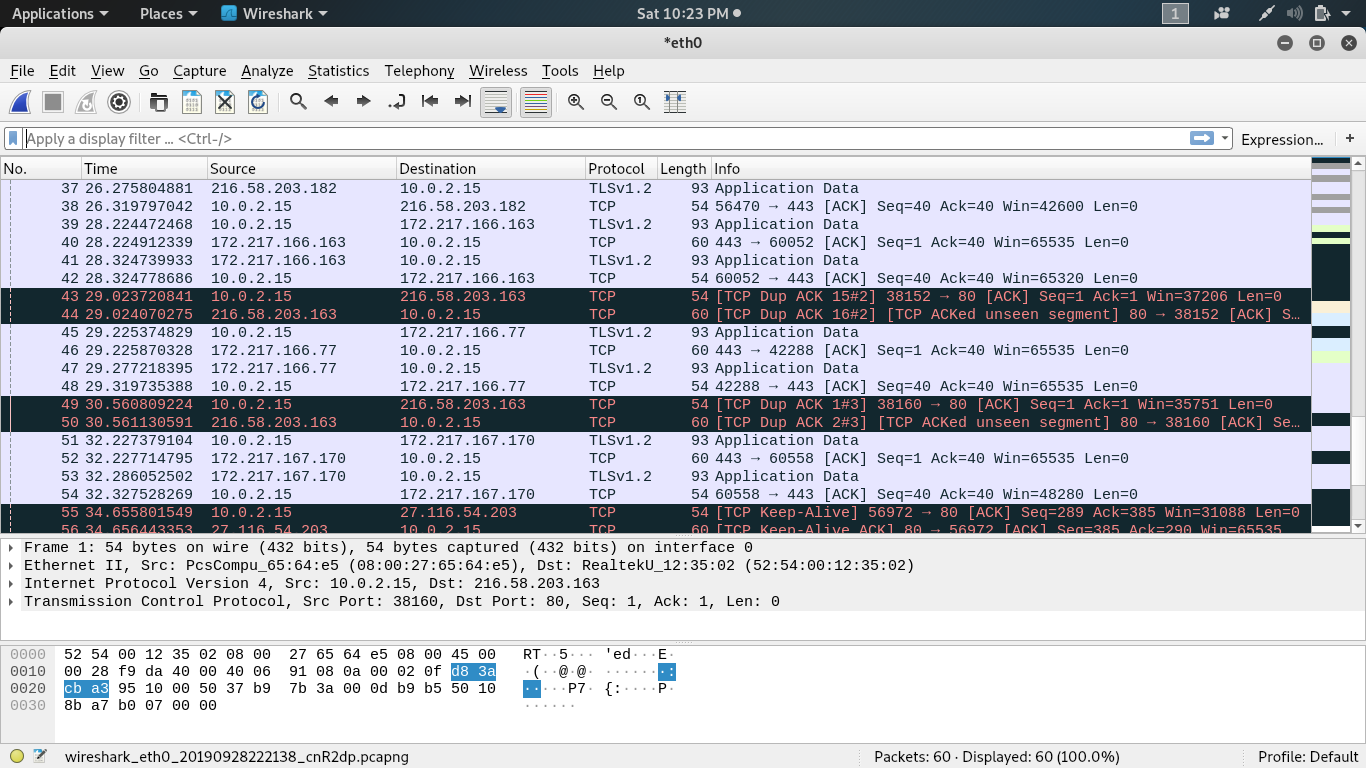 Applications Places Wireshark Sat 10:23 PM 1
*eth0
File Edit View Go Capture Analyze Statistics Telephony Wireless Tools Help
Apply a display filter ... <Ctrl-/> Expression... +
No. Time Source Destination Protocol Length Info
37 26.275804881 216.58.203.182 10.0.2.15 TLSv1.2 93 Application Data
38 26.319797042 10.0.2.15 216.58.203.182 TCP 54 56470 → 443 [ACK] Seq=40 Ack=40 Win=42600 Len=0
39 28.224472468 10.0.2.15 172.217.166.163 TLSv1.2 93 Application Data
40 28.224912339 172.217.166.163 10.0.2.15 TCP 60 443 → 60052 [ACK] Seq=1 Ack=40 Win=65535 Len=0
41 28.324739933 172.217.166.163 10.0.2.15 TLSv1.2 93 Application Data
42 28.324778686 10.0.2.15 172.217.166.163 TCP 54 60052 → 443 [ACK] Seq=40 Ack=40 Win=65320 Len=0
43 29.023720841 10.0.2.15 216.58.203.163 TCP 54 [TCP Dup ACK 15#2] 38152 → 80 [ACK] Seq=1 Ack=1 Win=37206 Len=0
44 29.024070275 216.58.203.163 10.0.2.15 TCP 60 [TCP Dup ACK 16#2] [TCP ACKed unseen segment] 80 → 38152 [ACK] S…
45 29.225374829 10.0.2.15 172.217.166.77 TLSv1.2 93 Application Data
46 29.225870328 172.217.166.77 10.0.2.15 TCP 60 443 → 42288 [ACK] Seq=1 Ack=40 Win=65535 Len=0
47 29.277218395 172.217.166.77 10.0.2.15 TLSv1.2 93 Application Data
48 29.319735388 10.0.2.15 172.217.166.77 TCP 54 42288 → 443 [ACK] Seq=40 Ack=40 Win=65535 Len=0
49 30.560809224 10.0.2.15 216.58.203.163 TCP 54 [TCP Dup ACK 1#3] 38160 → 80 [ACK] Seq=1 Ack=1 Win=35751 Len=0
50 30.561130591 216.58.203.163 10.0.2.15 TCP 60 [TCP Dup ACK 2#3] [TCP ACKed unseen segment] 80 → 38160 [ACK] Se…
51 32.227379104 10.0.2.15 172.217.167.170 TLSv1.2 93 Application Data
52 32.227714795 172.217.167.170 10.0.2.15 TCP 60 443 → 60558 [ACK] Seq=1 Ack=40 Win=65535 Len=0
53 32.286052502 172.217.167.170 10.0.2.15 TLSv1.2 93 Application Data
54 32.327528269 10.0.2.15 172.217.167.170 TCP 54 60558 → 443 [ACK] Seq=40 Ack=40 Win=48280 Len=0
55 34.655801549 10.0.2.15 27.116.54.203 TCP 54 [TCP Keep-Alive] 56972 → 80 [ACK] Seq=289 Ack=385 Win=31088 Len=0
56 34.656443353 27.116.54.203 10.0.2.15 TCP 60 [TCP Keep-Alive ACK] 80 → 56972 [ACK] Seq=385 Ack=290 Win=65535
Frame 1: 54 bytes on wire (432 bits), 54 bytes captured (432 bits) on interface 0
Ethernet II, Src: PcsCompu_65:64:e5 (08:00:27:65:64:e5), Dst: RealtekU_12:35:02 (52:54:00:12:35:02)
Internet Protocol Version 4, Src: 10.0.2.15, Dst: 216.58.203.163
Transmission Control Protocol, Src Port: 38160, Dst Port: 80, Seq: 1, Ack: 1, Len: 0
0000 52 54 00 12 35 02 08 00 27 65 64 e5 08 00 45 00 RT··5··· 'ed···E·
0010 00 28 f9 da 40 00 40 06 91 08 0a 00 02 0f d8 3a ·(··@·@· ·······:
0020 cb a3 95 10 00 50 37 b9 7b 3a 00 0d b9 b5 50 10 ·····P7· {:····P·
0030 8b a7 b0 07 00 00 ······
wireshark_eth0_20190928222138_cnR2dp.pcapng Packets: 60 · Displayed: 60 (100.0%) Profile: Default